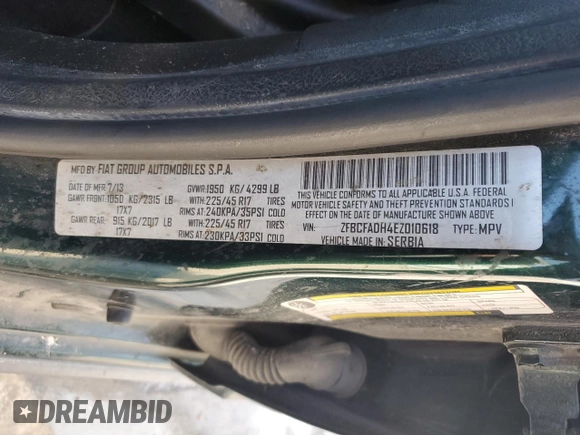 MFD BY FIAT GROUP AUTOMOBILES S.P.A.
DATE OF MFR 7/13 GVWR:1950 KG/ 4299 LB
GAWR FRONT:1050 KG/2315 LB WITH 225/45 R17 TIRES
17X7 RIMS AT 240KPA/35PSI COLD
GAWR REAR: 915 KG/2017 LB WITH 225/45 R17 TIRES
17X7 RIMS AT 230KPA/33PSI COLD
THIS VEHICLE CONFORMS TO ALL APPLICABLE U.S.A. FEDERAL
MOTOR VEHICLE SAFETY, BUMPER, AND THEFT PREVENTION STANDARDS I
EFFECT ON THE DATE OF MANUFACTURE SHOWN ABOVE.
VIN: ZFBCFADH4EZ010618 TYPE: MPV
VEHICLE MADE IN: SERBIA
DREAMBID